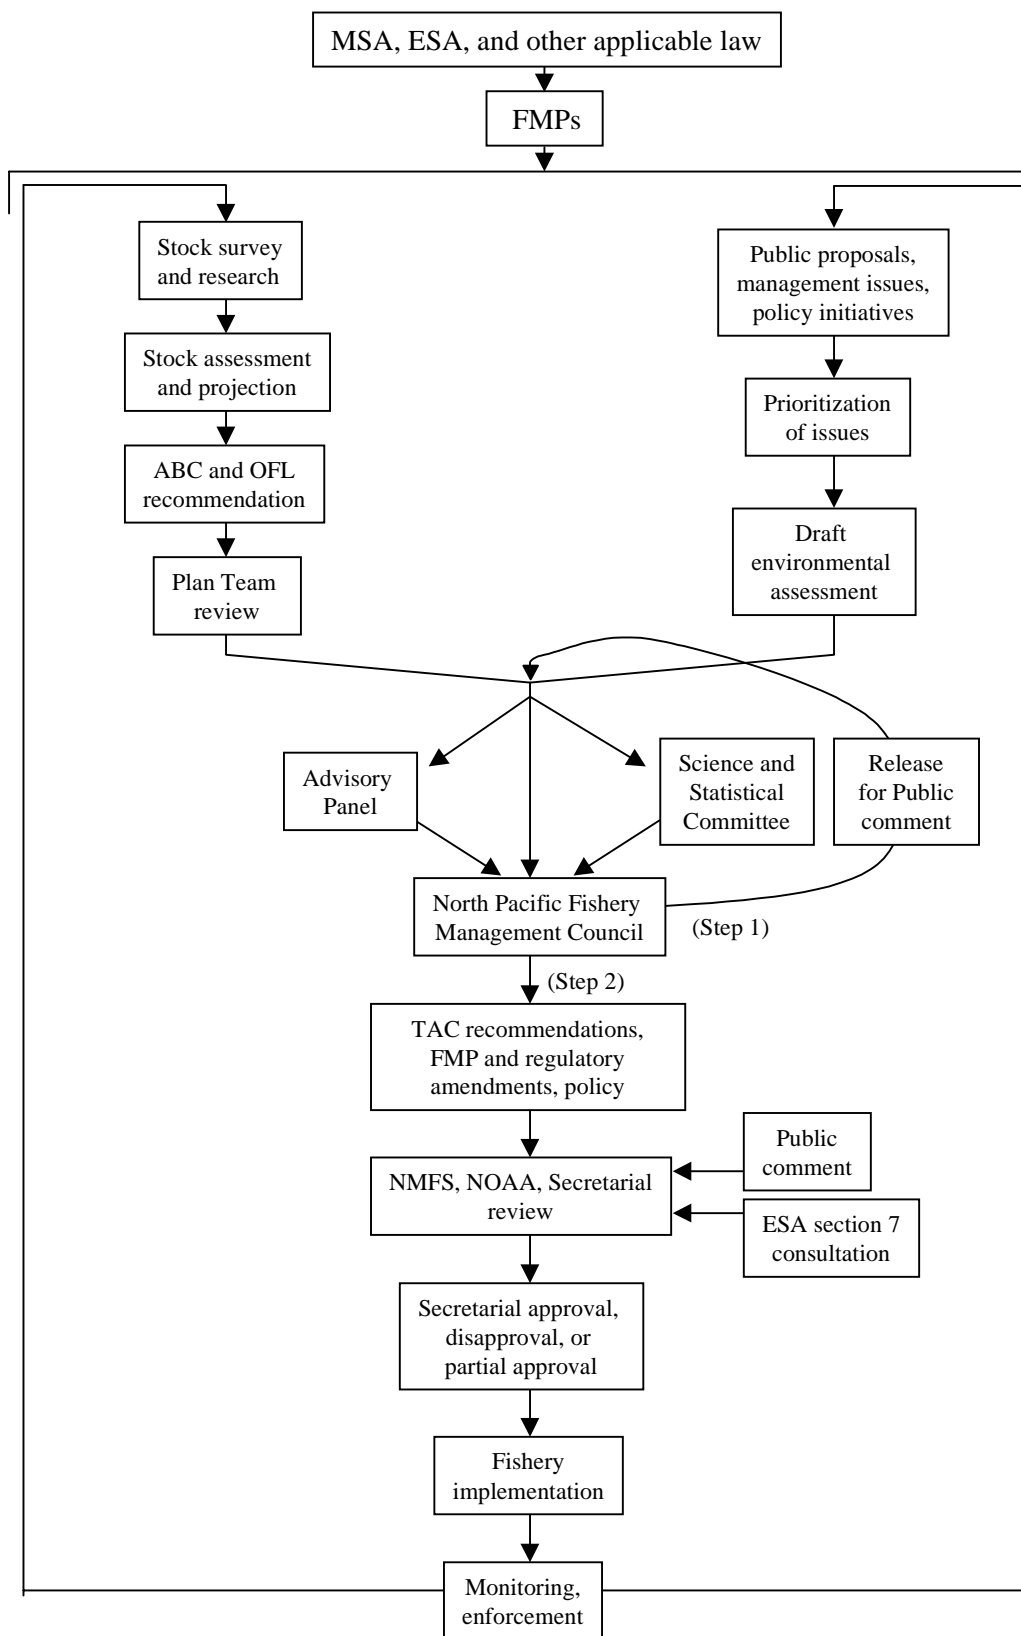 MSA, ESA, and other applicable law
FMPs
Stock survey
and research
Stock assessment
and projection
ABC and OFL
recommendation
Plan Team
review
Public proposals,
management issues,
policy initiatives
Prioritization
of issues
Draft
environmental
assessment
Advisory
Panel
Science and
Statistical
Committee
Release
for Public
comment
North Pacific Fishery
Management Council
(Step 1)
(Step 2)
TAC recommendations,
FMP and regulatory
amendments, policy
NMFS, NOAA, Secretarial
review
Public
comment
ESA section 7
consultation
Secretarial approval,
disapproval, or
partial approval
Fishery
implementation
Monitoring,
enforcement